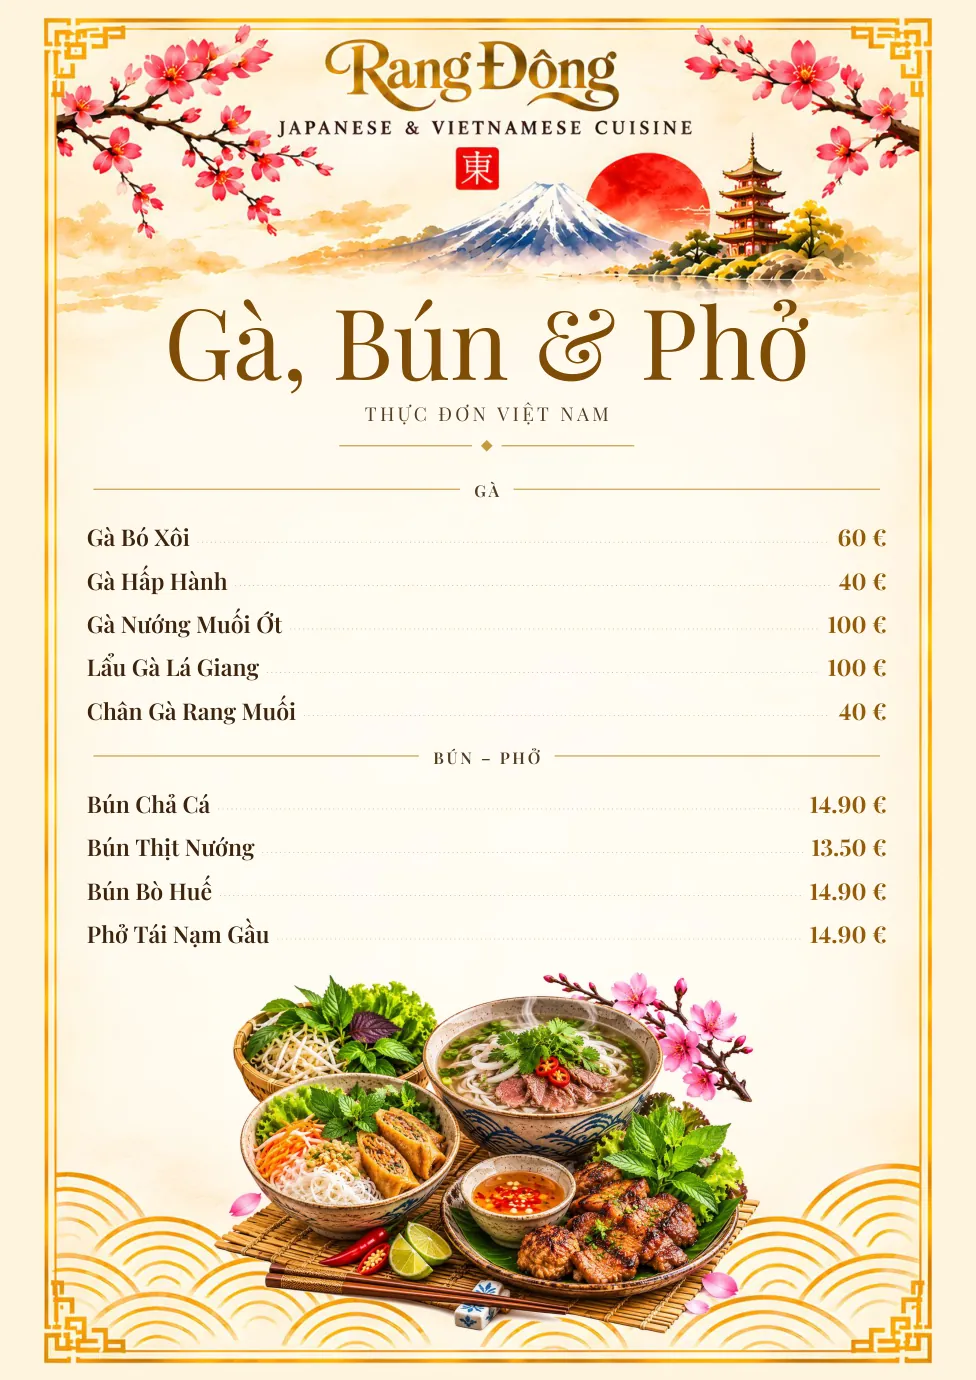 Rang Đông
JAPANESE & VIETNAMESE CUISINE
東
Gà, Bún & Phở
THỰC ĐƠN VIỆT NAM
GÀ
Gà Bó Xôi 60 €
Gà Hấp Hành 40 €
Gà Nướng Muối Ớt 100 €
Lẩu Gà Lá Giang 100 €
Chân Gà Rang Muối 40 €
BÚN – PHỞ
Bún Chả Cá 14.90 €
Bún Thịt Nướng 13.50 €
Bún Bò Huế 14.90 €
Phở Tái Nạm Gầu 14.90 €